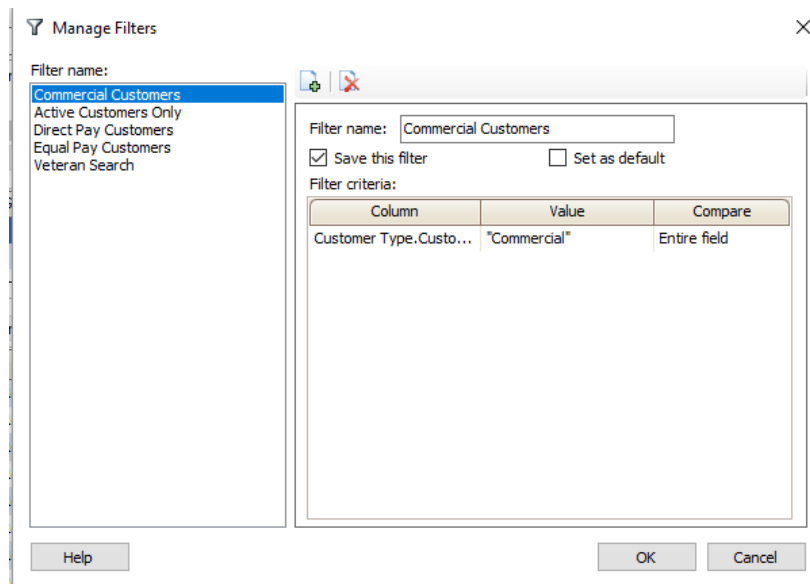 Manage Filters
Filter name:
Commercial Customers
Active Customers Only
Direct Pay Customers
Equal Pay Customers
Veteran Search
Filter name: Commercial Customers
Save this filter Set as default
Filter criteria:
Column Value Compare
Customer Type.Custo... "Commercial" Entire field
Help OK Cancel